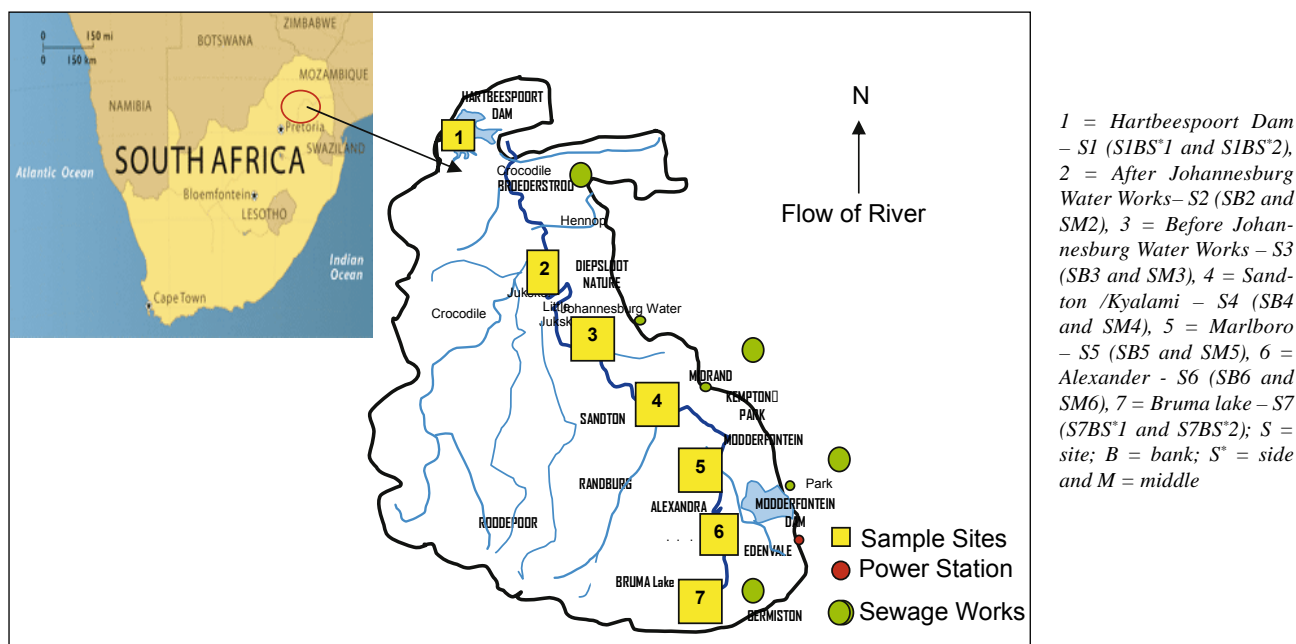 ZIMBABWE
0 150 mi
0 150 km
BOTSWANA
MOZAMBIQUE
NAMIBIA
Pretoria
SOUTH AFRICA
SWAZILAND
Atlantic Ocean
Bloemfontein
LESOTHO
Indian
Ocean
Cape Town
HARTBEESPOORT
DAM
1
N
Crocodile
BROEDERSTROO
Flow of River
Hennop
2
DIEPSLOOT
NATURE
Jukske
Little
Jukske
Johannesburg Water
Crocodile
3
MIDRAND
KEMPTON
PARK
4
SANDTON
MODDERFONTEIN
5
RANDBURG
Park
ALEXANDRA
MODDERFONTEIN
DAM
RODDEPOOR
6
. . .
EDENVALE
Sample Sites
Power Station
BRUMA Lake
7
GERMISTON
Sewage Works
1 = Hartbeespoort Dam
– S1 (S1BS*1 and S1BS*2),
2 = After Johannesburg
Water Works– S2 (SB2 and
SM2), 3 = Before Johan-
nesburg Water Works – S3
(SB3 and SM3), 4 = Sand-
ton /Kyalami – S4 (SB4
and SM4), 5 = Marlboro
– S5 (SB5 and SM5), 6 =
Alexander - S6 (SB6 and
SM6), 7 = Bruma lake – S7
(S7BS*1 and S7BS*2); S =
site; B = bank; S* = side
and M = middle